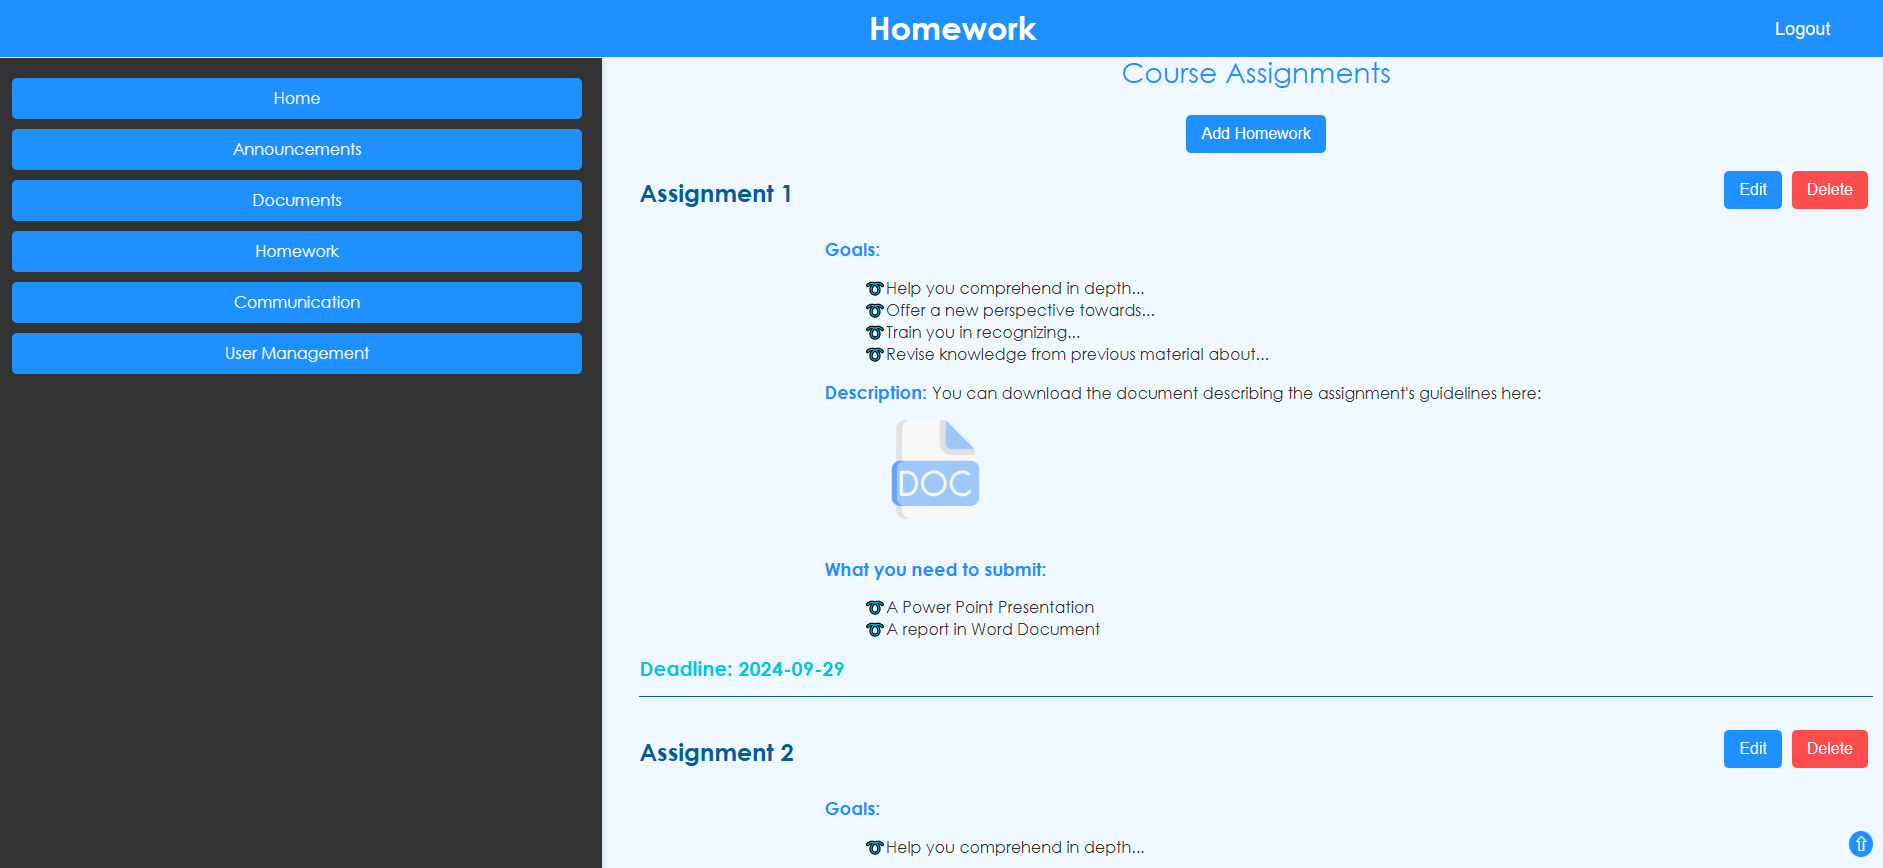 Homework
Logout
Home
Announcements
Documents
Homework
Communication
User Management
Course Assignments
Add Homework
Assignment 1
Edit
Delete
Goals:
Help you comprehend in depth...
Offer a new perspective towards...
Train you in recognizing...
Revise knowledge from previous material about...
Description: You can download the document describing the assignment's guidelines here:
DOC
What you need to submit:
A Power Point Presentation
A report in Word Document
Deadline: 2024-09-29
Assignment 2
Edit
Delete
Goals:
Help you comprehend in depth...